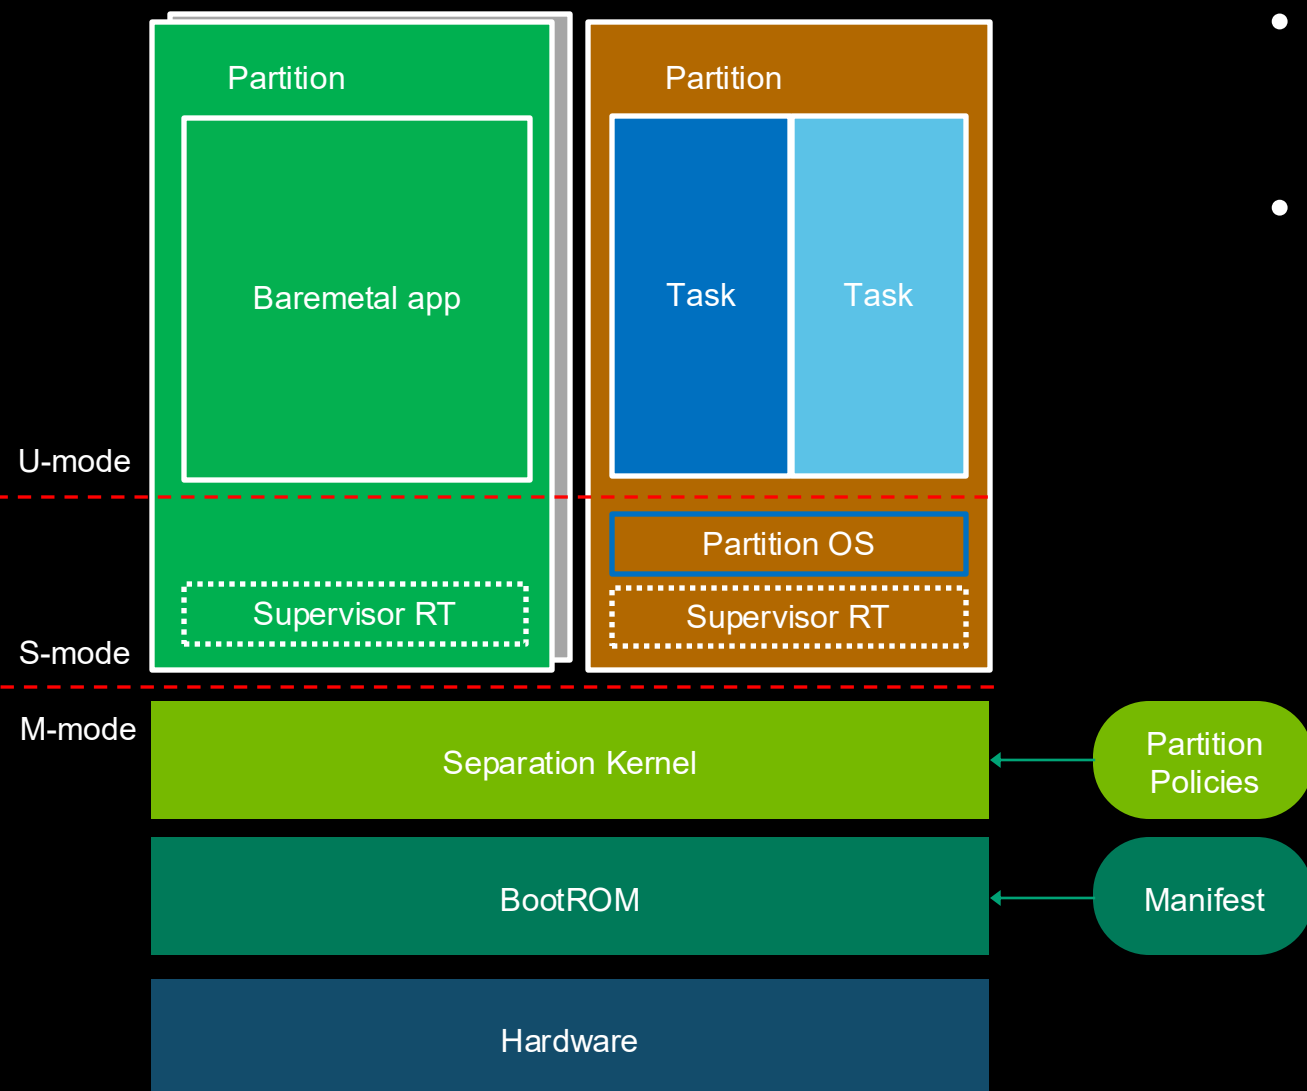 Partition
Partition
Baremetal app
Task
Task
U-mode
Partition OS
Supervisor RT
Supervisor RT
S-mode
M-mode
Separation Kernel
Partition
Policies
BootROM
Manifest
Hardware